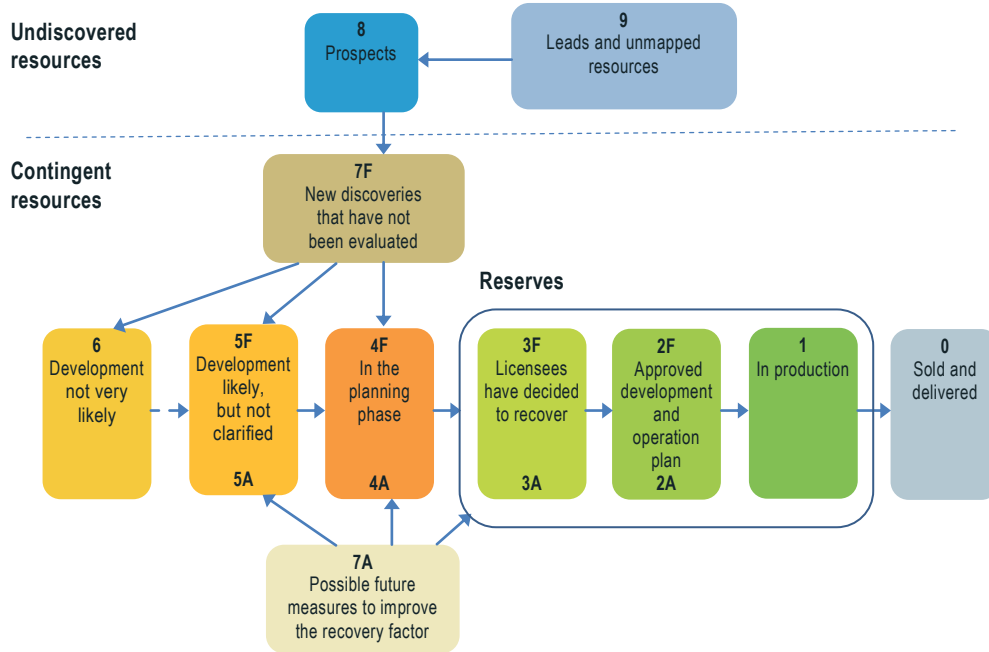 Undiscovered
resources
8
Prospects
9
Leads and unmapped
resources
Contingent
resources
7F
New discoveries
that have not
been evaluated
Reserves
6
Development
not very
likely
5F
Development
likely,
but not
clarified
5A
4F
In the
planning
phase
4A
3F
Licensees
have decided
to recover
3A
2F
Approved
development
and
operation
plan
2A
1
In production
0
Sold and
delivered
7A
Possible future
measures to improve
the recovery factor